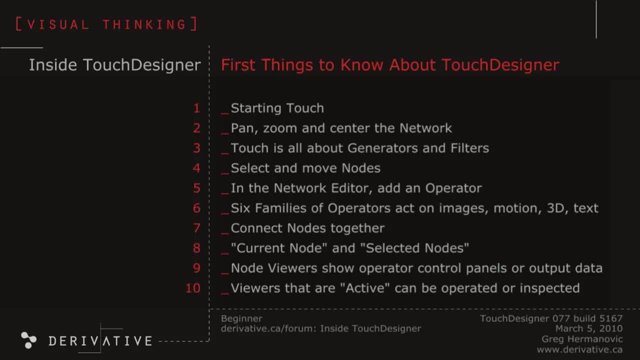 [VISUAL THINKING]
Inside TouchDesigner
First Things to Know About TouchDesigner
1 _Starting Touch
2 _Pan, zoom and center the Network
3 _Touch is all about Generators and Filters
4 _Select and move Nodes
5 _In the Network Editor, add an Operator
6 _Six Families of Operators act on images, motion, 3D, text
7 _Connect Nodes together
8 _"Current Node" and "Selected Nodes"
9 _Node Viewers show operator control panels or output data
10 _Viewers that are "Active" can be operated or inspected
Beginner
derivative.ca/forum: Inside TouchDesigner
TouchDesigner 077 build 5167
March 5, 2010
Greg Hermanovic
www.derivative.ca
DERIVATIVE